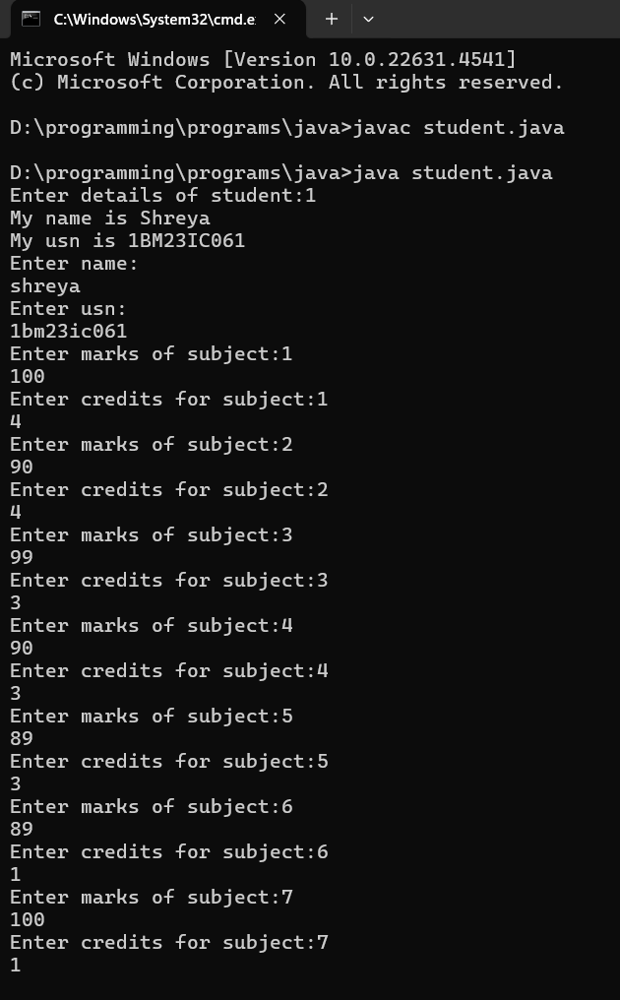 C:\Windows\System32\cmd.e
Microsoft Windows [Version 10.0.22631.4541]
(c) Microsoft Corporation. All rights reserved.
D:\programming\programs\java>javac student.java
D:\programming\programs\java>java student.java
Enter details of student:1
My name is Shreya
My usn is 1BM23IC061
Enter name:
shreya
Enter usn:
1bm23ic061
Enter marks of subject:1
100
Enter credits for subject:1
4
Enter marks of subject:2
90
Enter credits for subject:2
4
Enter marks of subject:3
99
Enter credits for subject:3
3
Enter marks of subject:4
90
Enter credits for subject:4
3
Enter marks of subject:5
89
Enter credits for subject:5
3
Enter marks of subject:6
89
Enter credits for subject:6
1
Enter marks of subject:7
100
Enter credits for subject:7
1